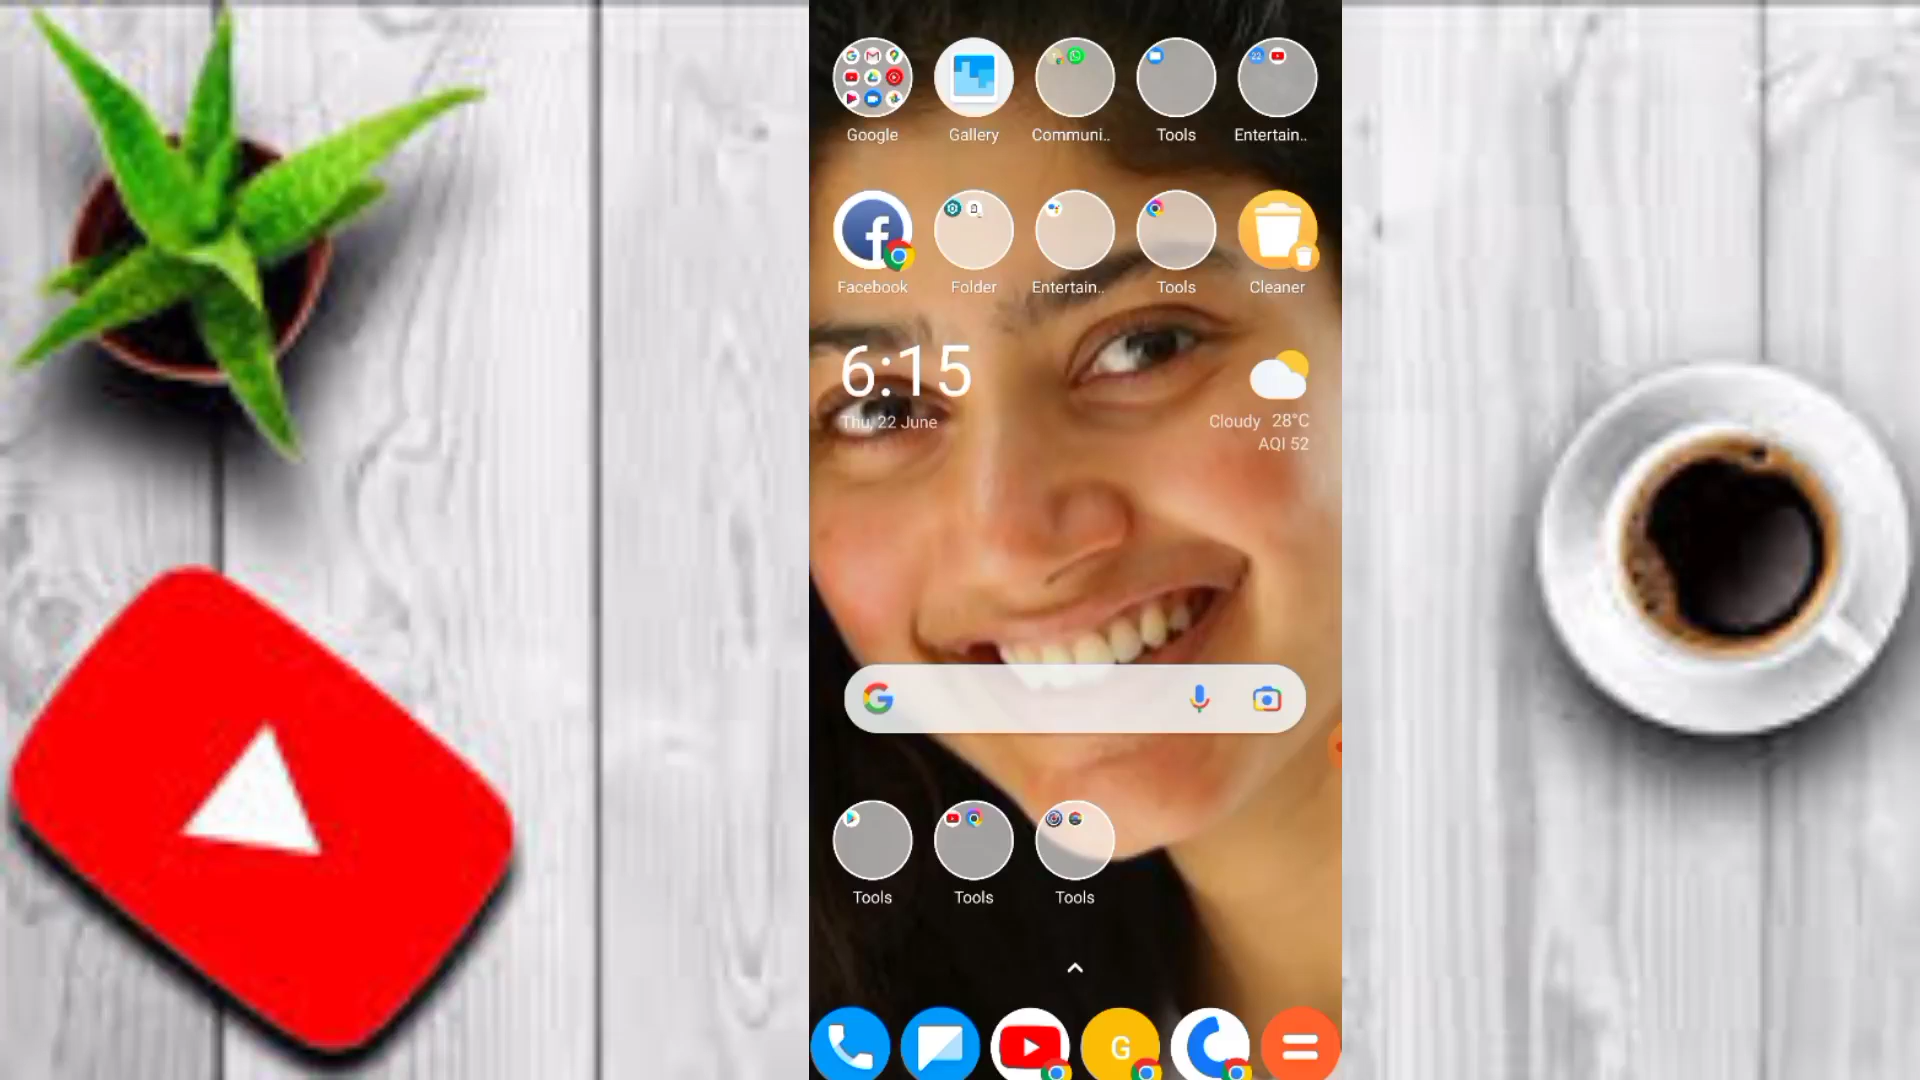 Google Gallery Communi.. Tools Entertain..
Facebook Folder Entertain.. Tools Cleaner
6:15
Thu, 22 June
Cloudy 28°C
AQI 52
Tools Tools Tools
G